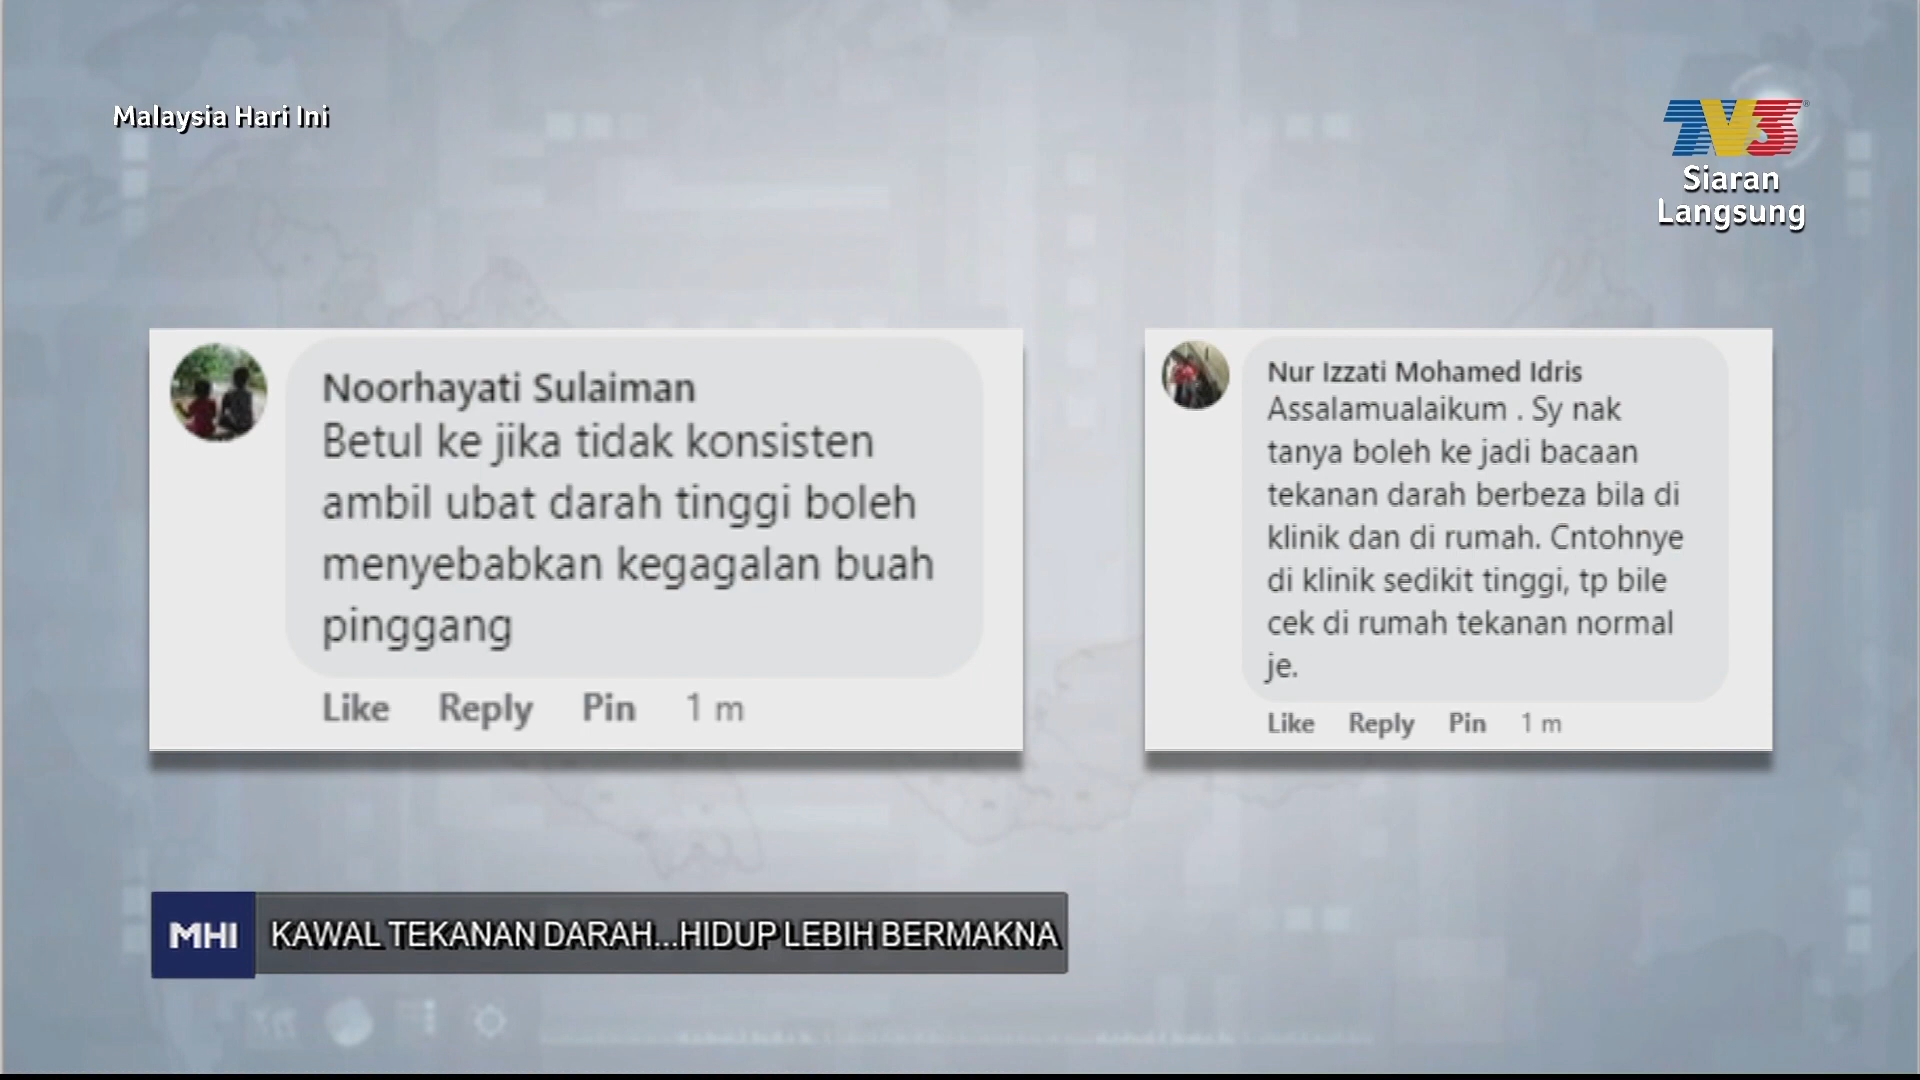 Malaysia Hari Ini
TV3
Siaran
Langsung
Noorhayati Sulaiman
Betul ke jika tidak konsisten
ambil ubat darah tinggi boleh
menyebabkan kegagalan buah
pinggang
Like Reply Pin 1 m
Nur Izzati Mohamed Idris
Assalamualaikum . Sy nak
tanya boleh ke jadi bacaan
tekanan darah berbeza bila di
klinik dan di rumah. Cntohnye
di klinik sedikit tinggi, tp bile
cek di rumah tekanan normal
je.
Like Reply Pin 1 m
MHI KAWAL TEKANAN DARAH...HIDUP LEBIH BERMAKNA